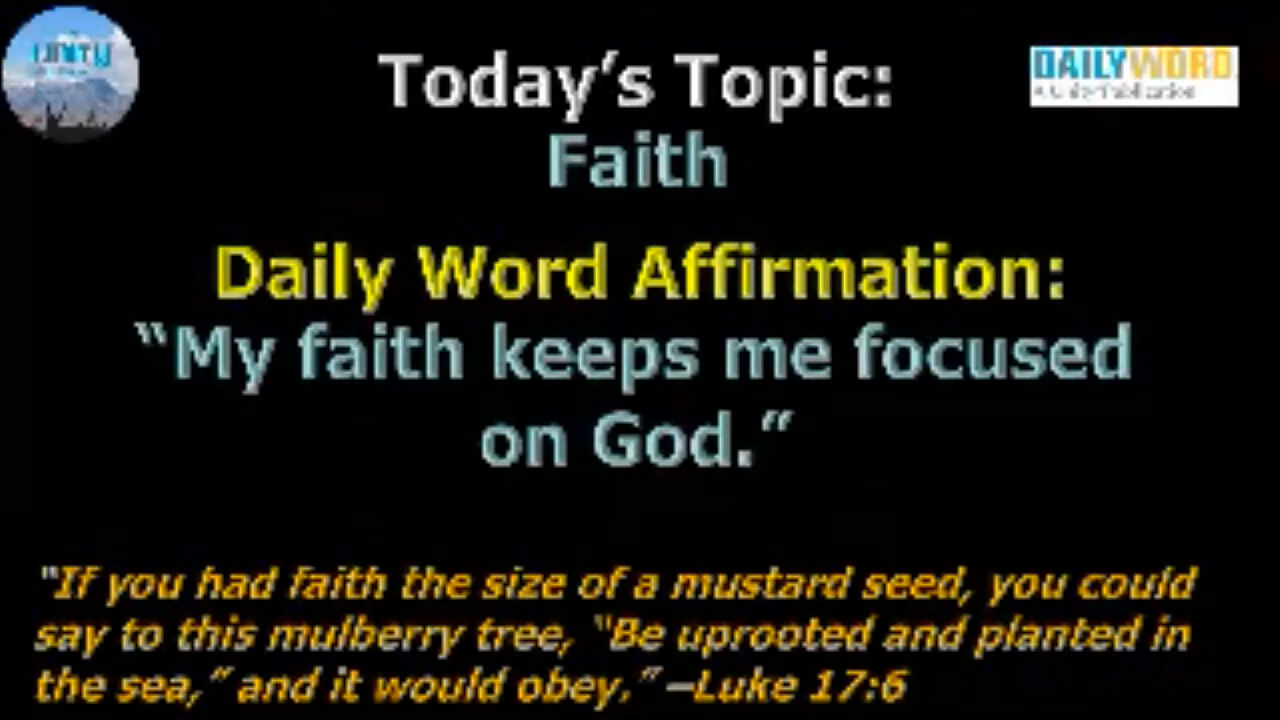 UNITY
Today’s Topic:
DAILYWORD
Faith
Daily Word Affirmation:
“My faith keeps me focused
on God.”
“If you had faith the size of a mustard seed, you could
say to this mulberry tree, “Be uprooted and planted in
the sea,” and it would obey.” –Luke 17:6